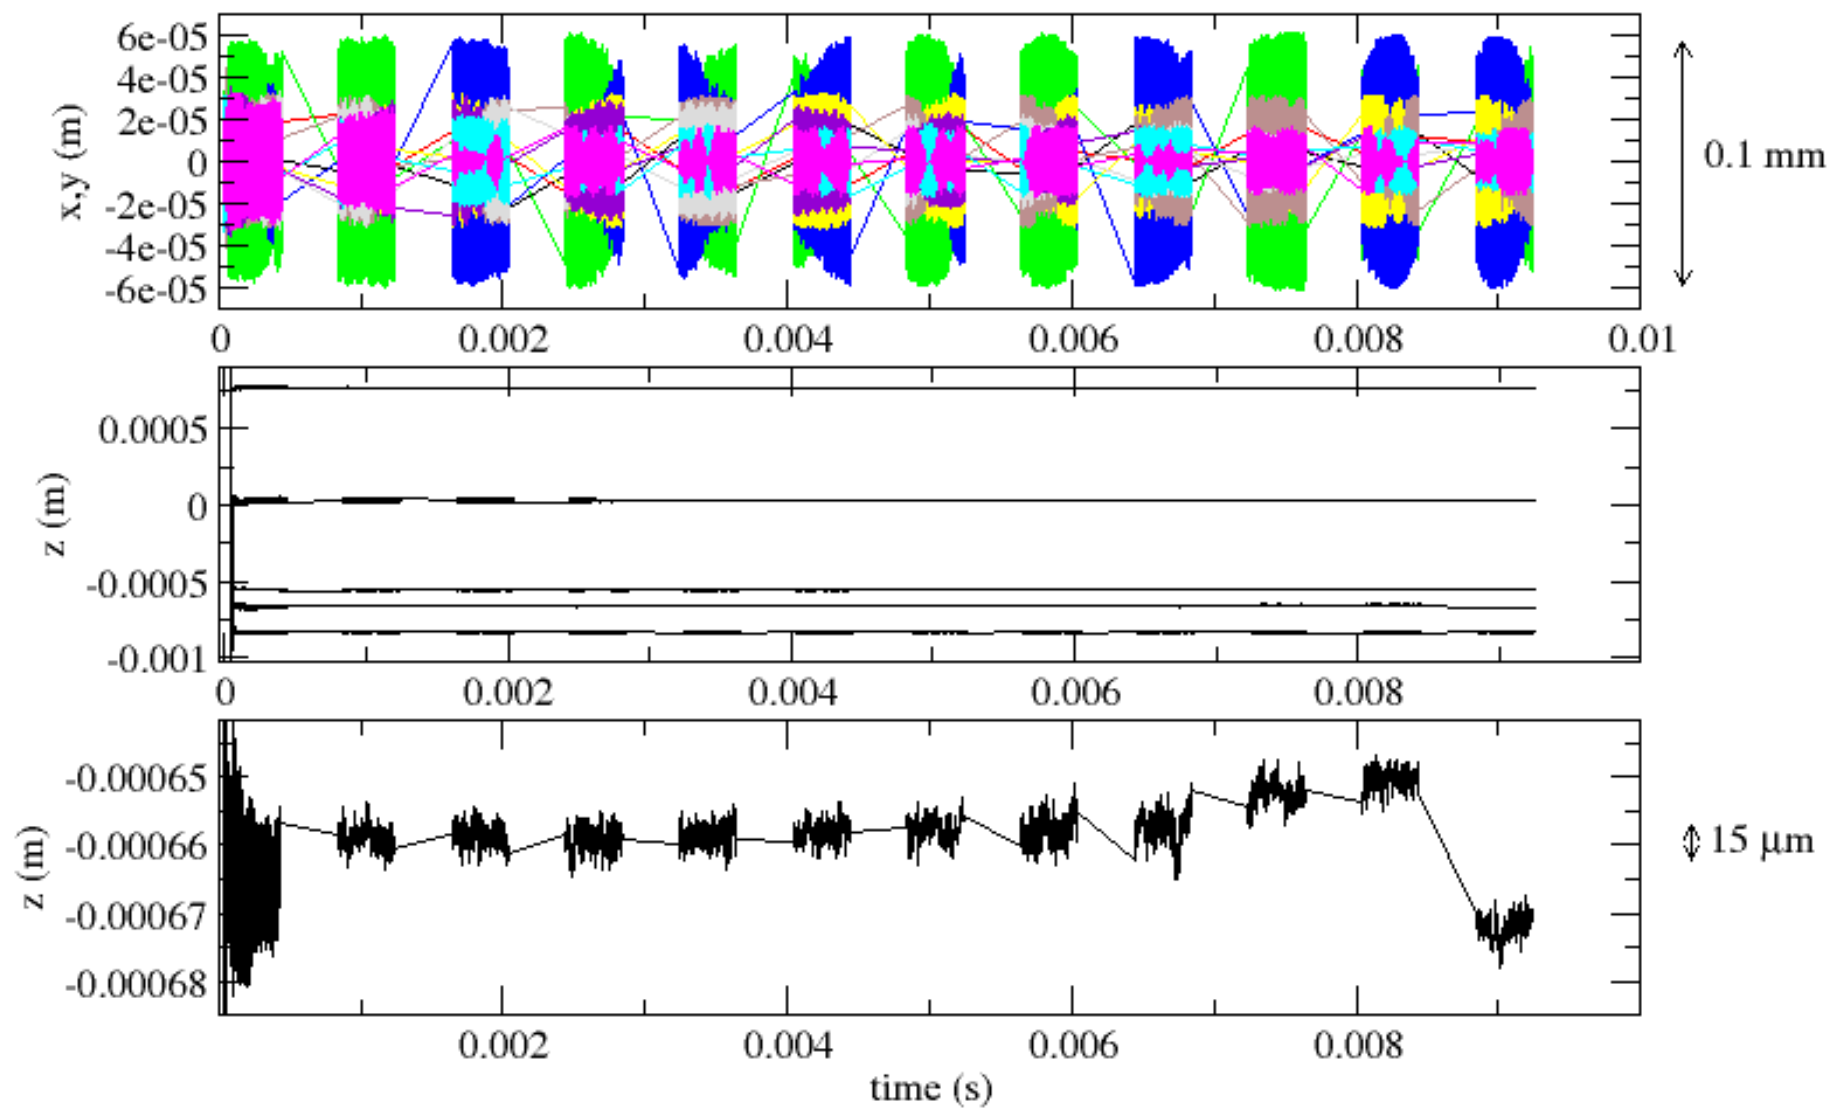 6e-05
4e-05
2e-05
0
-2e-05
-4e-05
-6e-05
x,y (m)
0.1 mm
0 0.002 0.004 0.006 0.008 0.01
0.0005
0
-0.0005
-0.001
z (m)
0 0.002 0.004 0.006 0.008
-0.00065
-0.00066
-0.00067
-0.00068
z (m)
15 μm
0.002 0.004 0.006 0.008
time (s)